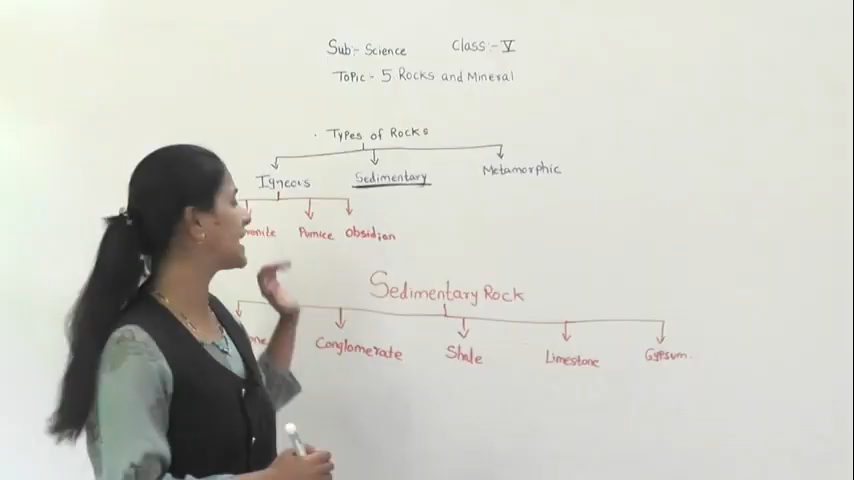 Sub:- Science Class:- V
Topic - 5 Rocks and Mineral
Types of Rocks
Igneous Sedimentary Metamorphic
Pumice Obsidian
Sedimentary Rock
Conglomerate Shale Limestone Gypsum.